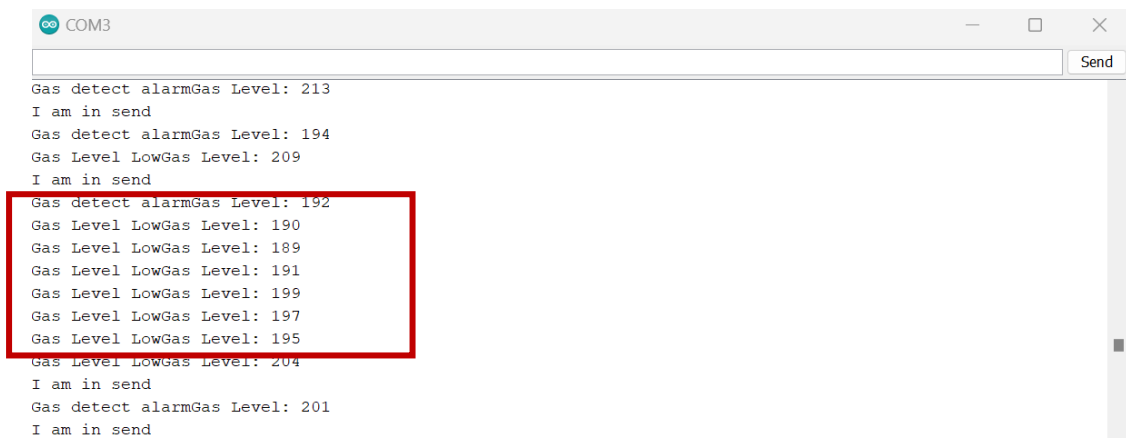 COM3
Send
Gas detect alarmGas Level: 213
I am in send
Gas detect alarmGas Level: 194
Gas Level LowGas Level: 209
I am in send
Gas detect alarmGas Level: 192
Gas Level LowGas Level: 190
Gas Level LowGas Level: 189
Gas Level LowGas Level: 191
Gas Level LowGas Level: 199
Gas Level LowGas Level: 197
Gas Level LowGas Level: 195
Gas Level LowGas Level: 204
I am in send
Gas detect alarmGas Level: 201
I am in send